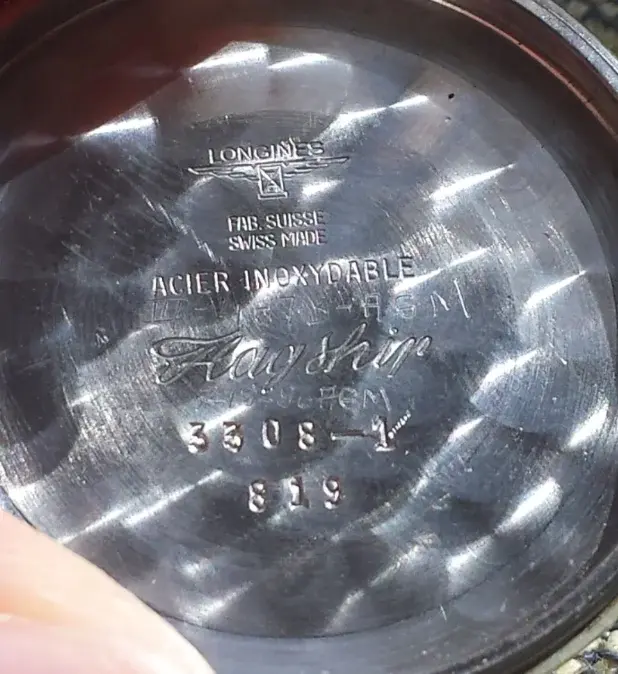 LONGINES
FAB. SUISSE
SWISS MADE
ACIER INOXYDABLE
Flagship
3308-1
819